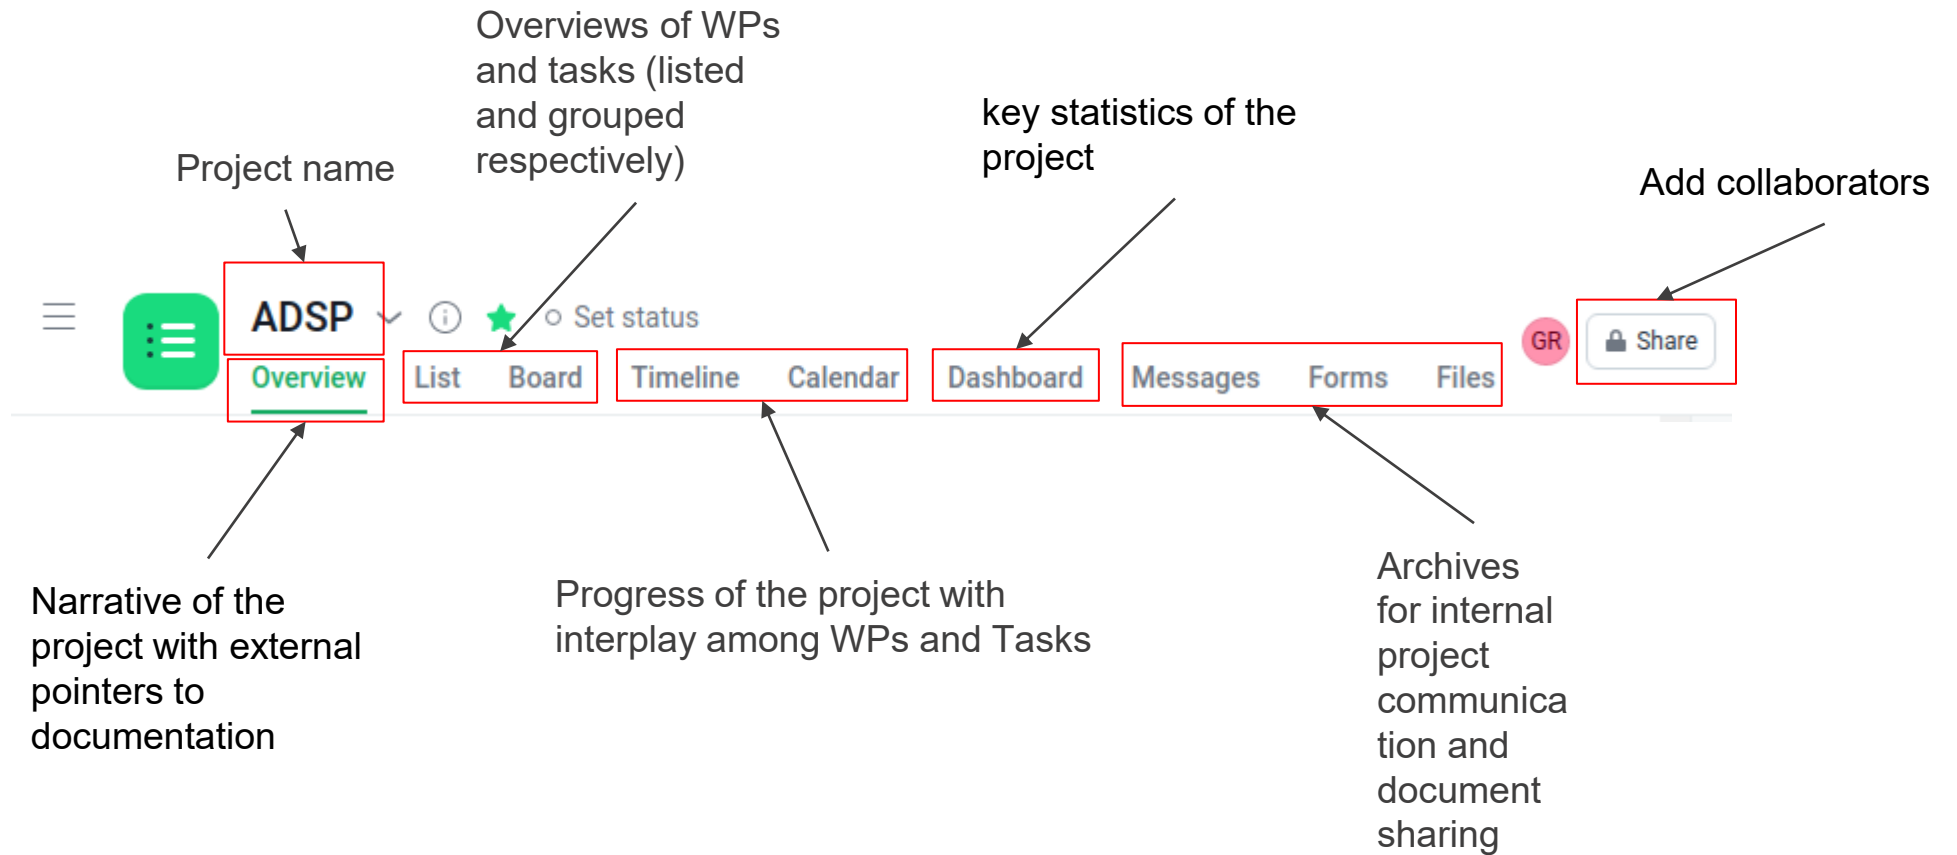 Overviews of WPs
and tasks (listed
and grouped
respectively)
key statistics of the
project
Project name
Add collaborators
ADSP
Set status
GR
Share
Overview
List
Board
Timeline
Calendar
Dashboard
Messages
Forms
Files
Narrative of the
project with external
pointers to
documentation
Progress of the project with
interplay among WPs and Tasks
Archives
for internal
project
communica
tion and
document
sharing